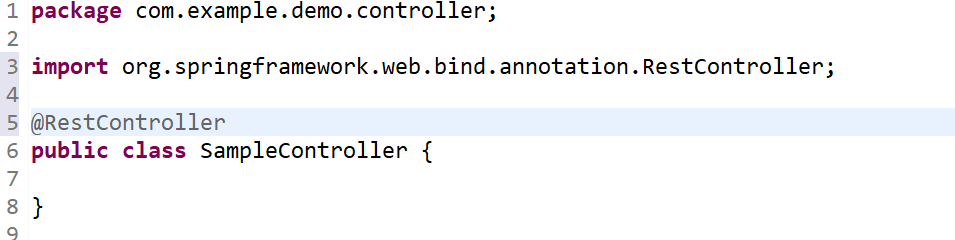 1 package com.example.demo.controller;
2
3 import org.springframework.web.bind.annotation.RestController;
4
5 @RestController
6 public class SampleController {
7
8 }
9